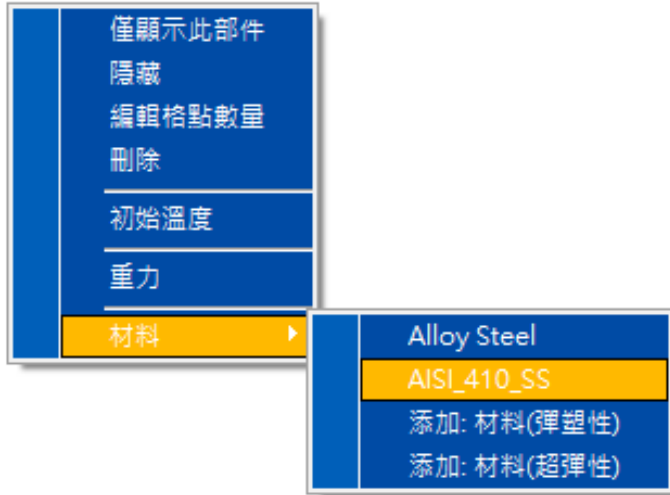 僅顯示此部件
隱藏
編輯格點數量
刪除
初始溫度
重力
材料
Alloy Steel
AISI_410_SS
添加: 材料(彈塑性)
添加: 材料(超彈性)